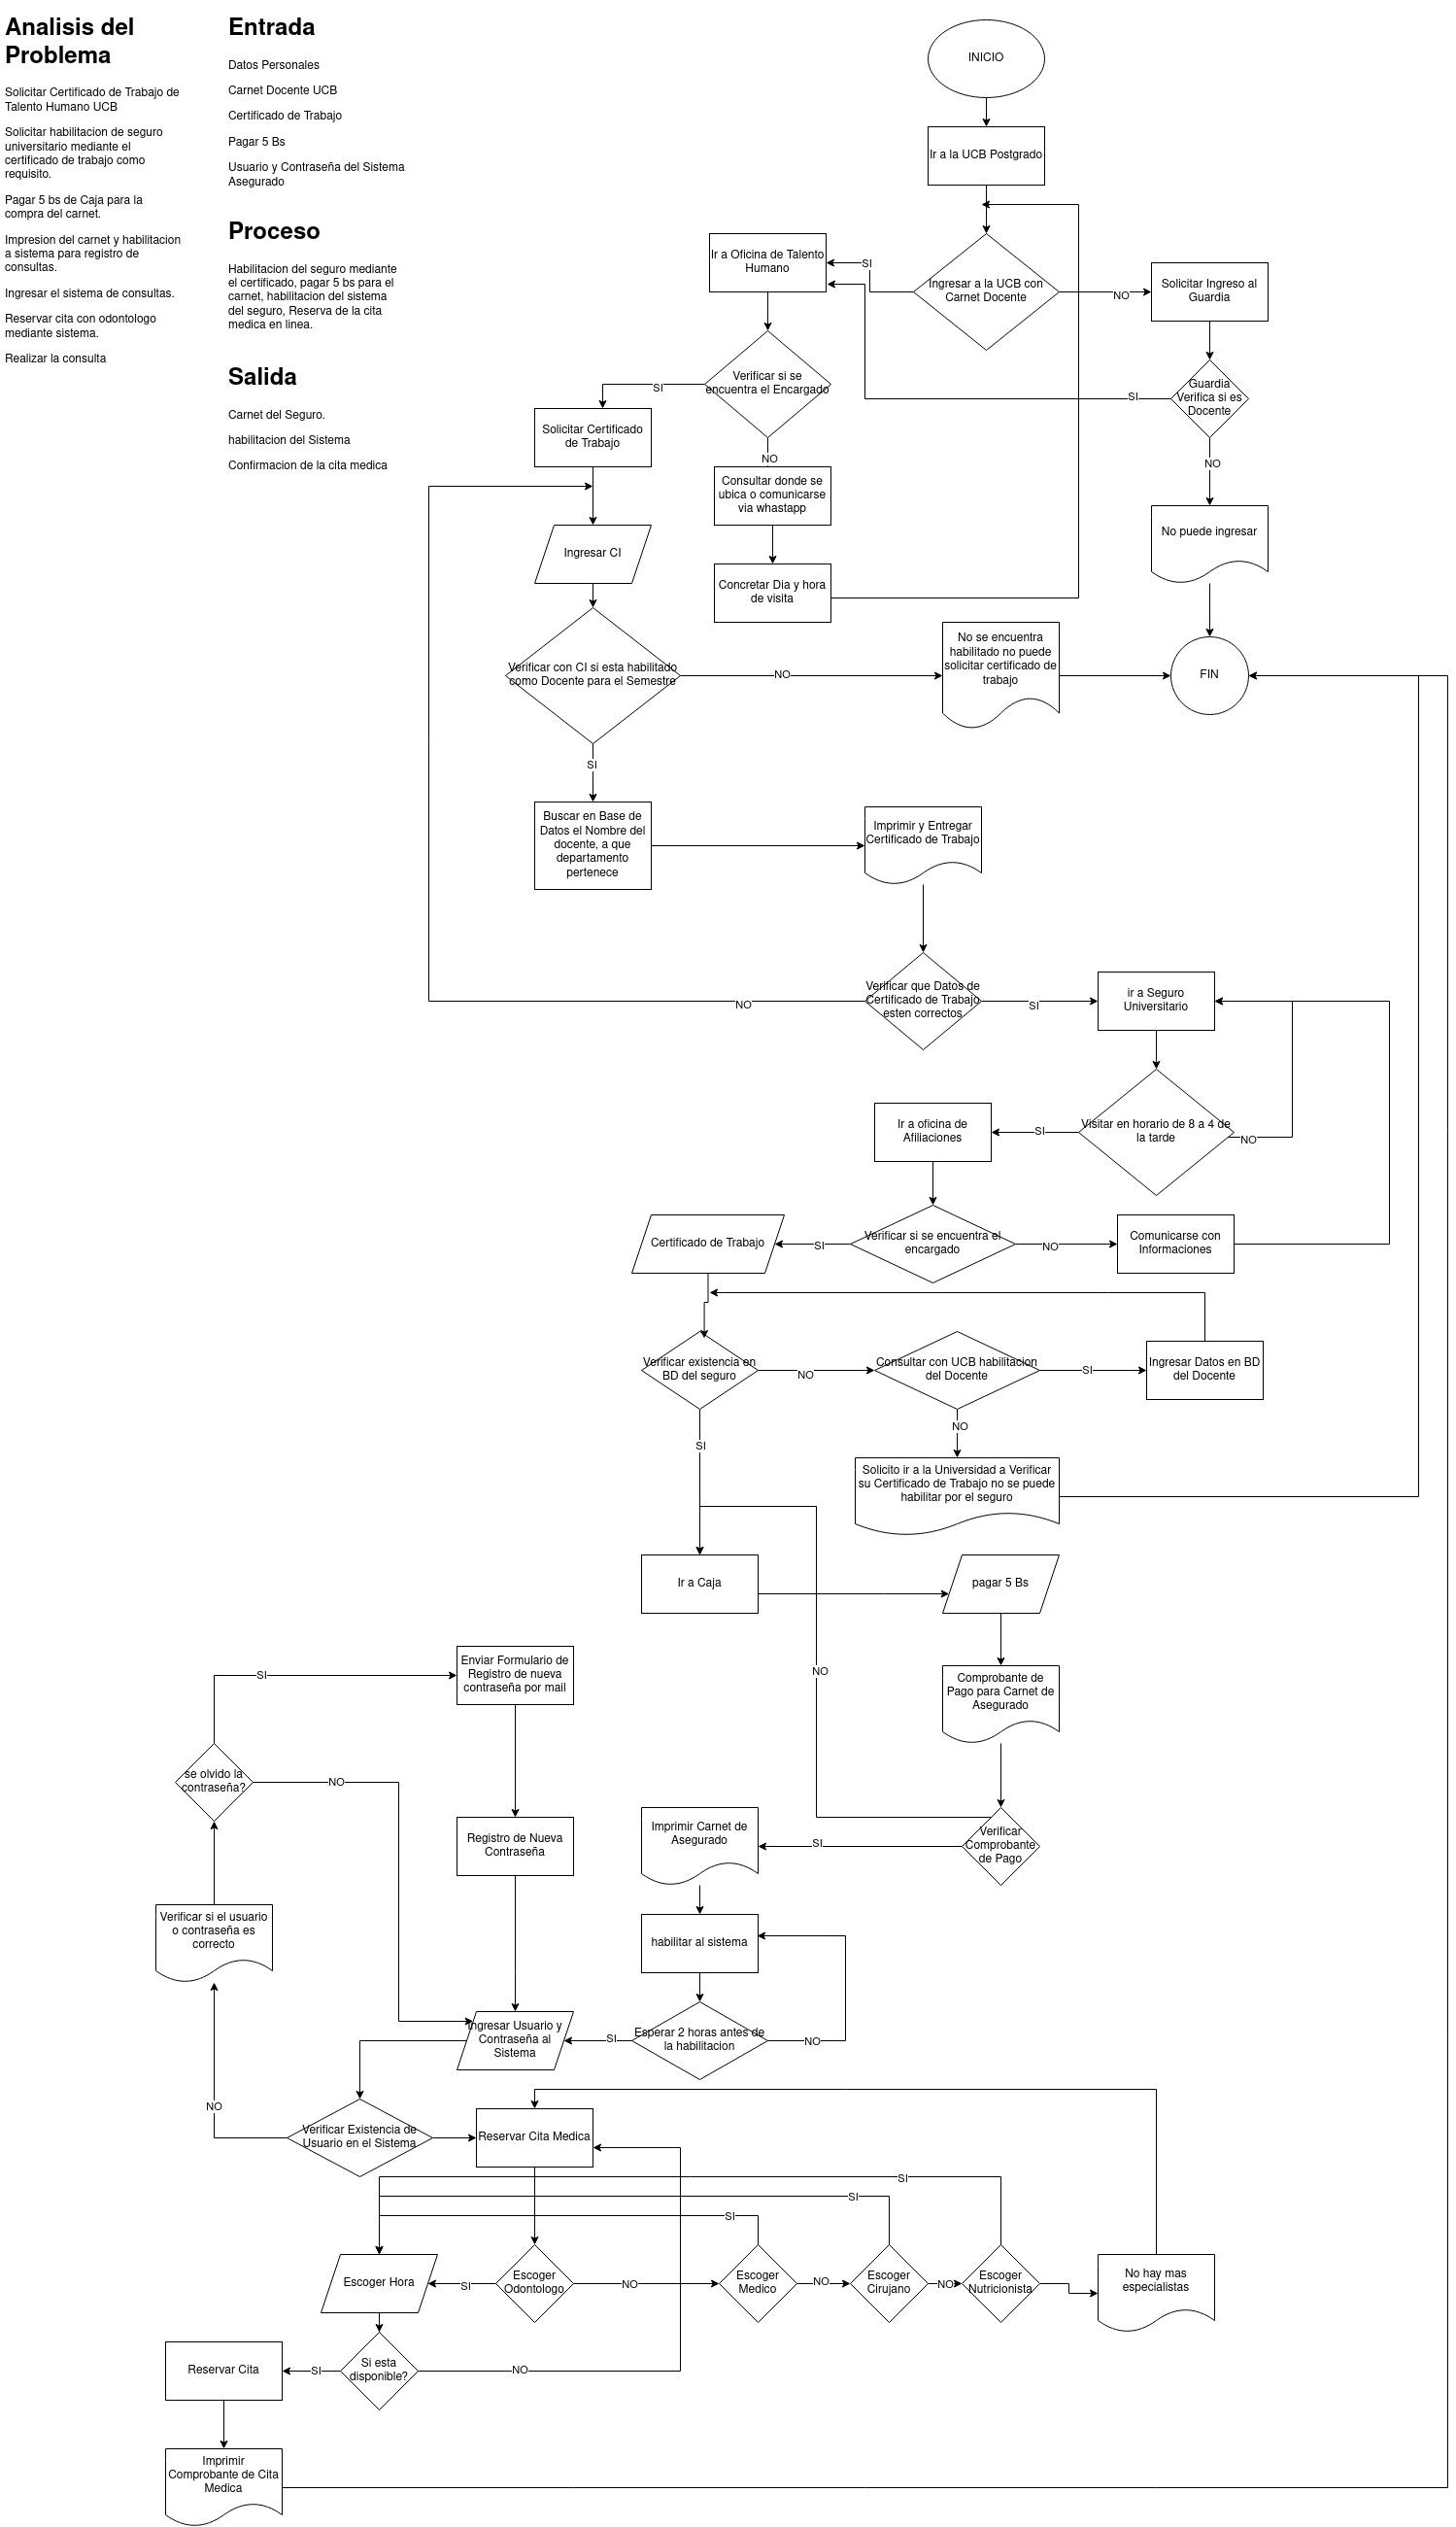 Analisis del
Problema
Solicitar Certificado de Trabajo de
Talento Humano UCB
Solicitar habilitacion de seguro
universitario mediante el
certificado de trabajo como
requisito.
Pagar 5 bs de Caja para la
compra del carnet.
Impresion del carnet y habilitacion
a sistema para registro de
consultas.
Ingresar el sistema de consultas.
Reservar cita con odontologo
mediante sistema.
Realizar la consulta
Entrada
Datos Personales
Carnet Docente UCB
Certificado de Trabajo
Pagar 5 Bs
Usuario y Contraseña del Sistema
Asegurado
Proceso
Habilitacion del seguro mediante
el certificado, pagar 5 bs para el
carnet, habilitacion del sistema
del seguro, Reserva de la cita
medica en linea.
Salida
Carnet del Seguro.
habilitacion del Sistema
Confirmacion de la cita medica
INICIO
Ir a la UCB Postgrado
Ir a Oficina de Talento
Humano
SI
Ingresar a la UCB con
Carnet Docente
NO
Solicitar Ingreso al
Guardia
Verificar si se
encuentra el Encargado
SI
SI
Guardia
Verifica si es
Docente
Solicitar Certificado
de Trabajo
NO
NO
Consultar donde se
ubica o comunicarse
via whastapp
No puede ingresar
Ingresar CI
Concretar Dia y hora
de visita
Verificar con CI si esta habilitado
como Docente para el Semestre
NO
No se encuentra
habilitado no puede
solicitar certificado de
trabajo
FIN
SI
Buscar en Base de
Datos el Nombre del
docente, a que
departamento
pertenece
Imprimir y Entregar
Certificado de Trabajo
NO
Verificar que Datos de
Certificado de Trabajo
esten correctos
SI
ir a Seguro
Universitario
Ir a oficina de
Afiliaciones
SI
Visitar en horario de 8 a 4 de
la tarde
NO
Certificado de Trabajo
SI
Verificar si se encuentra el
encargado
NO
Comunicarse con
Informaciones
Verificar existencia en
BD del seguro
NO
Consultar con UCB habilitacion
del Docente
SI
Ingresar Datos en BD
del Docente
SI
NO
Solicito ir a la Universidad a Verificar
su Certificado de Trabajo no se puede
habilitar por el seguro
Ir a Caja
pagar 5 Bs
Enviar Formulario de
Registro de nueva
contraseña por mail
SI
NO
Comprobante de
Pago para Carnet de
Asegurado
se olvido la
contraseña?
NO
Registro de Nueva
Contraseña
Imprimir Carnet de
Asegurado
SI
Verificar
Comprobante
de Pago
Verificar si el usuario
o contraseña es
correcto
habilitar al sistema
Ingresar Usuario y
Contraseña al
Sistema
SI
Esperar 2 horas antes de
la habilitacion
NO
NO
Verificar Existencia de
Usuario en el Sistema
Reservar Cita Medica
SI
SI
SI
Escoger Hora
SI
Escoger
Odontologo
NO
Escoger
Medico
NO
Escoger
Cirujano
NO
Escoger
Nutricionista
No hay mas
especialistas
Reservar Cita
SI
Si esta
disponible?
NO
Imprimir
Comprobante de Cita
Medica